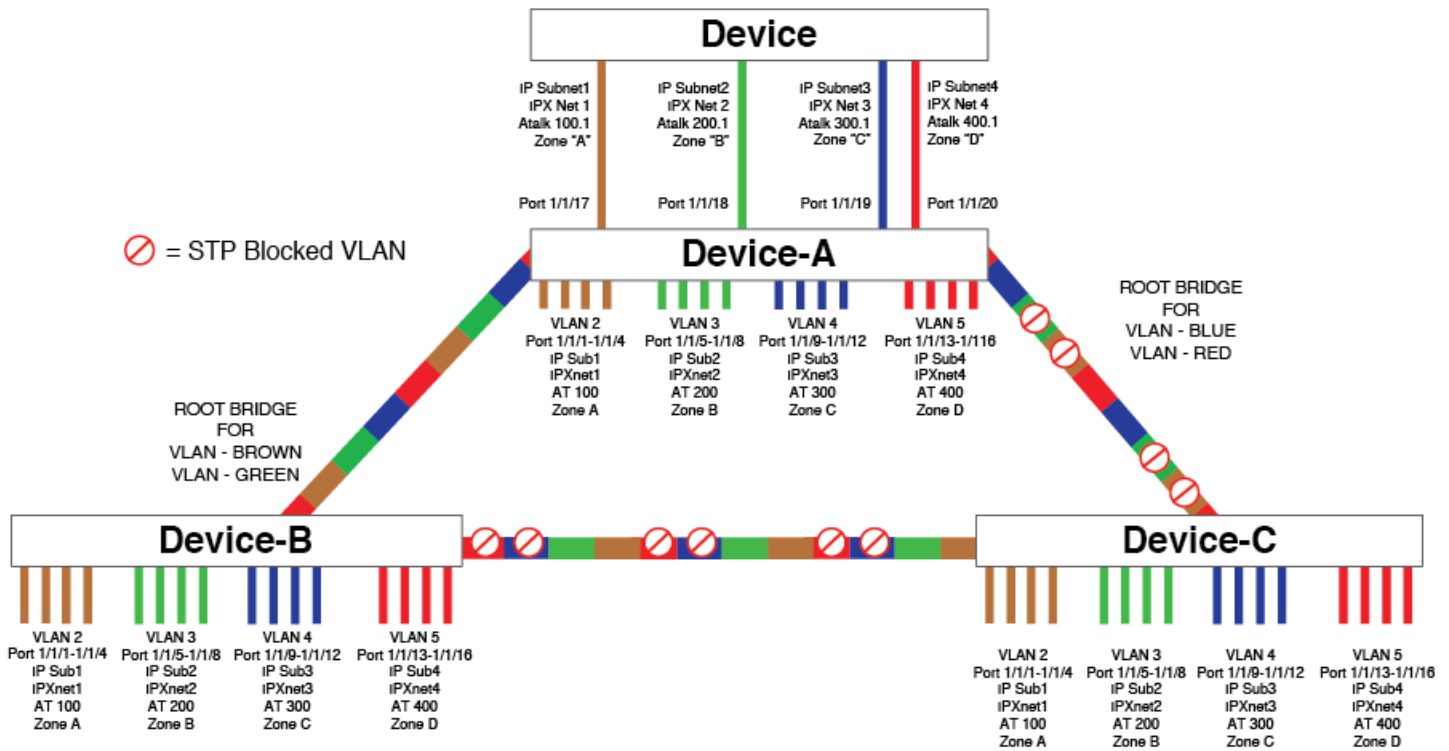 Device
IP Subnet1
IPX Net 1
Atalk 100.1
Zone "A"
IP Subnet2
IPX Net 2
Atalk 200.1
Zone "B"
IP Subnet3
IPX Net 3
Atalk 300.1
Zone "C"
IP Subnet4
IPX Net 4
Atalk 400.1
Zone "D"
Port 1/1/17
Port 1/1/18
Port 1/1/19
Port 1/1/20
= STP Blocked VLAN
Device-A
VLAN 2
Port 1/1/1-1/1/4
IP Sub1
IPXnet1
AT 100
Zone A
VLAN 3
Port 1/1/5-1/1/8
IP Sub2
IPXnet2
AT 200
Zone B
VLAN 4
Port 1/1/9-1/1/12
IP Sub3
IPXnet3
AT 300
Zone C
VLAN 5
Port 1/1/13-1/116
IP Sub4
IPXnet4
AT 400
Zone D
ROOT BRIDGE
FOR
VLAN - BLUE
VLAN - RED
ROOT BRIDGE
FOR
VLAN - BROWN
VLAN - GREEN
Device-B
VLAN 2
Port 1/1/1-1/1/4
IP Sub1
IPXnet1
AT 100
Zone A
VLAN 3
Port 1/1/5-1/1/8
IP Sub2
IPXnet2
AT 200
Zone B
VLAN 4
Port 1/1/9-1/1/12
IP Sub3
IPXnet3
AT 300
Zone C
VLAN 5
Port 1/1/13-1/1/16
IP Sub4
IPXnet4
AT 400
Zone D
Device-C
VLAN 2
Port 1/1/1-1/1/4
IP Sub1
IPXnet1
AT 100
Zone A
VLAN 3
Port 1/1/5-1/1/8
IP Sub2
IPXnet2
AT 200
Zone B
VLAN 4
Port 1/1/9-1/1/12
IP Sub3
IPXnet3
AT 300
Zone C
VLAN 5
Port 1/1/13-1/1/16
IP Sub4
IPXnet4
AT 400
Zone D